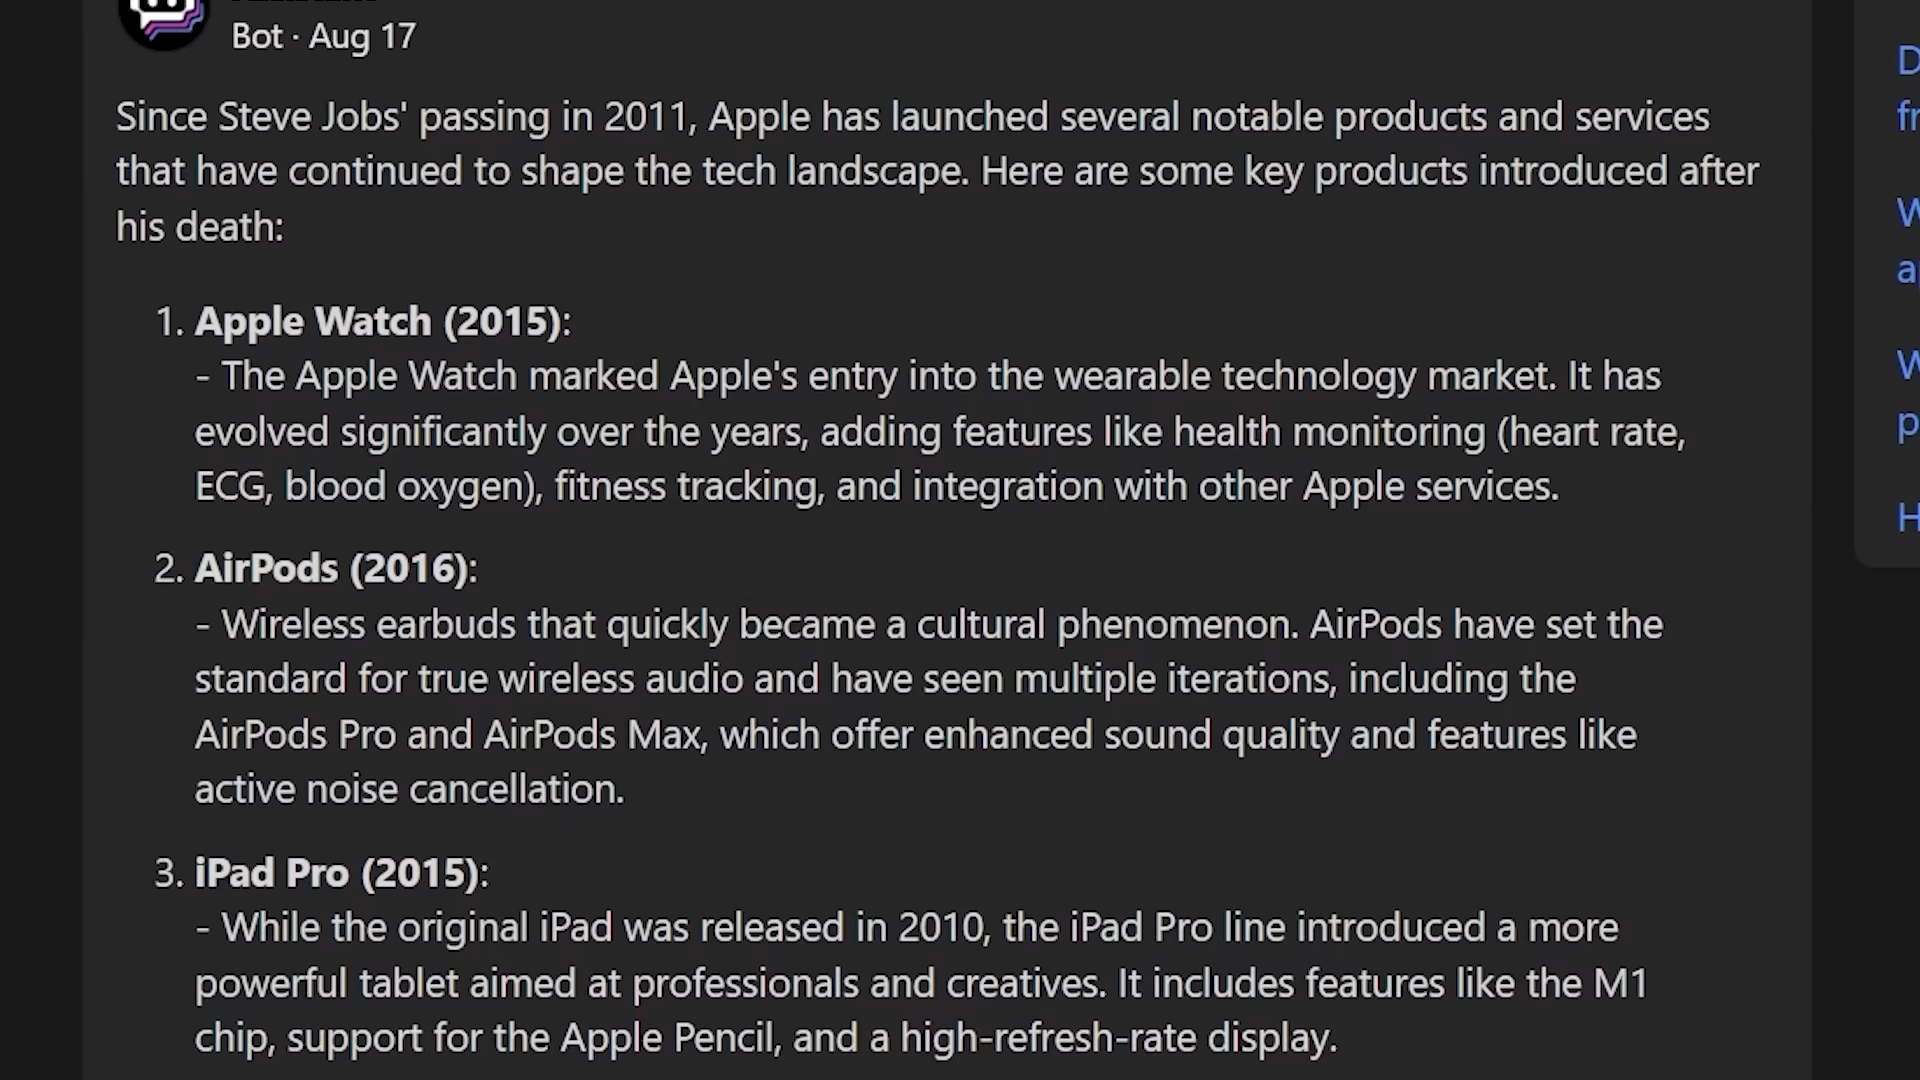 Bot · Aug 17
Since Steve Jobs' passing in 2011, Apple has launched several notable products and services
that have continued to shape the tech landscape. Here are some key products introduced after
his death:
1. Apple Watch (2015):
- The Apple Watch marked Apple's entry into the wearable technology market. It has
evolved significantly over the years, adding features like health monitoring (heart rate,
ECG, blood oxygen), fitness tracking, and integration with other Apple services.
2. AirPods (2016):
- Wireless earbuds that quickly became a cultural phenomenon. AirPods have set the
standard for true wireless audio and have seen multiple iterations, including the
AirPods Pro and AirPods Max, which offer enhanced sound quality and features like
active noise cancellation.
3. iPad Pro (2015):
- While the original iPad was released in 2010, the iPad Pro line introduced a more
powerful tablet aimed at professionals and creatives. It includes features like the M1
chip, support for the Apple Pencil, and a high-refresh-rate display.